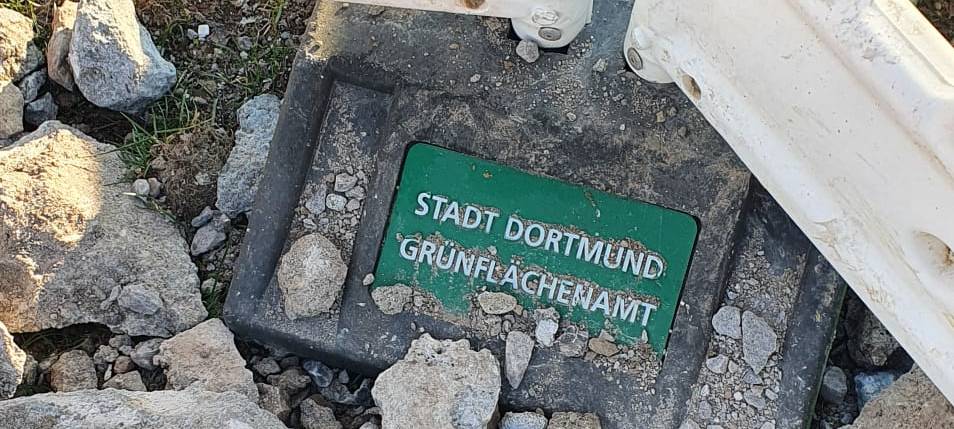 STADT DORTMUND
GRÜNFLÄCHENAMT